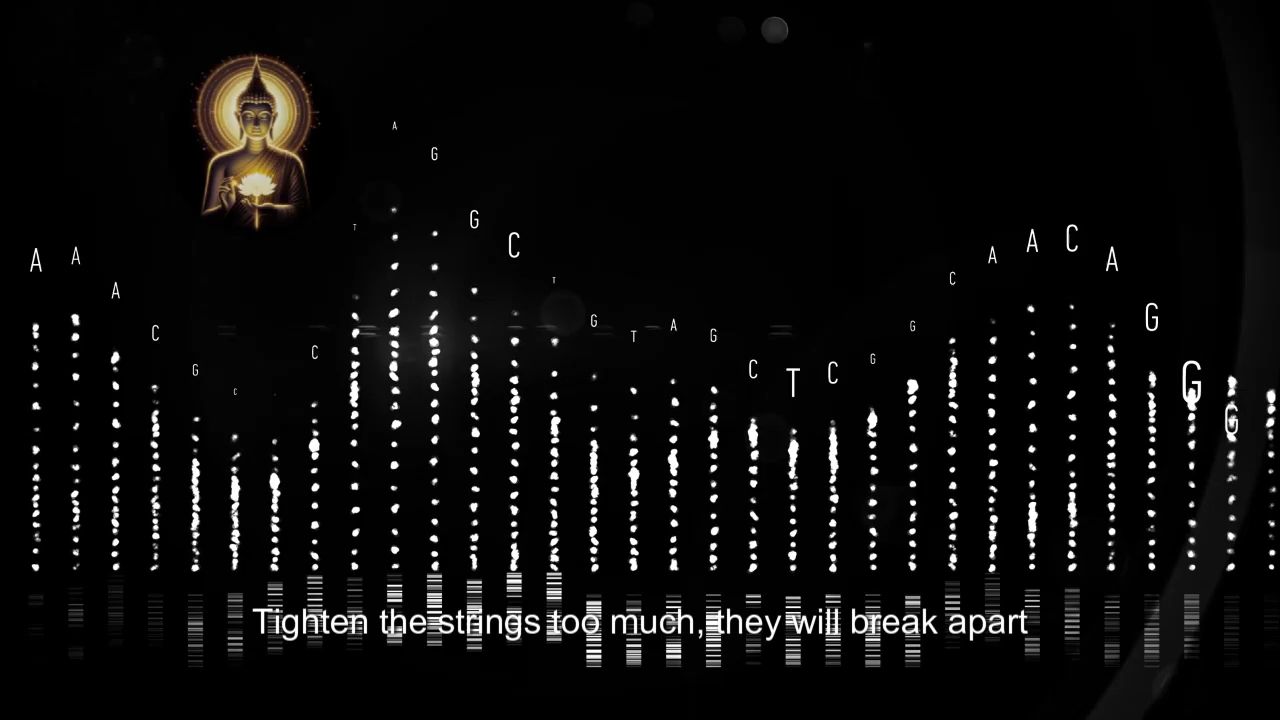 A A A C G C C T A G G C T G T A G C T C G G C A A C A G G G
Tighten the strings too much, they will break apart